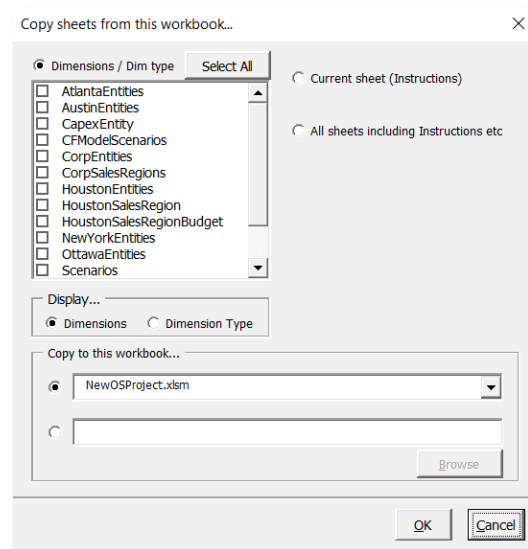 Copy sheets from this workbook...
Dimensions / Dim type
Select All
AtlantaEntities
AustinEntities
CapexEntity
CFModelScenarios
CorpEntities
CorpSalesRegions
HoustonEntities
HoustonSalesRegion
HoustonSalesRegionBudget
NewYorkEntities
OttawaEntities
Scenarios
Current sheet (Instructions)
All sheets including Instructions etc
Display...
Dimensions
Dimension Type
Copy to this workbook...
NewOSProject.xlsm
Browse
OK
Cancel